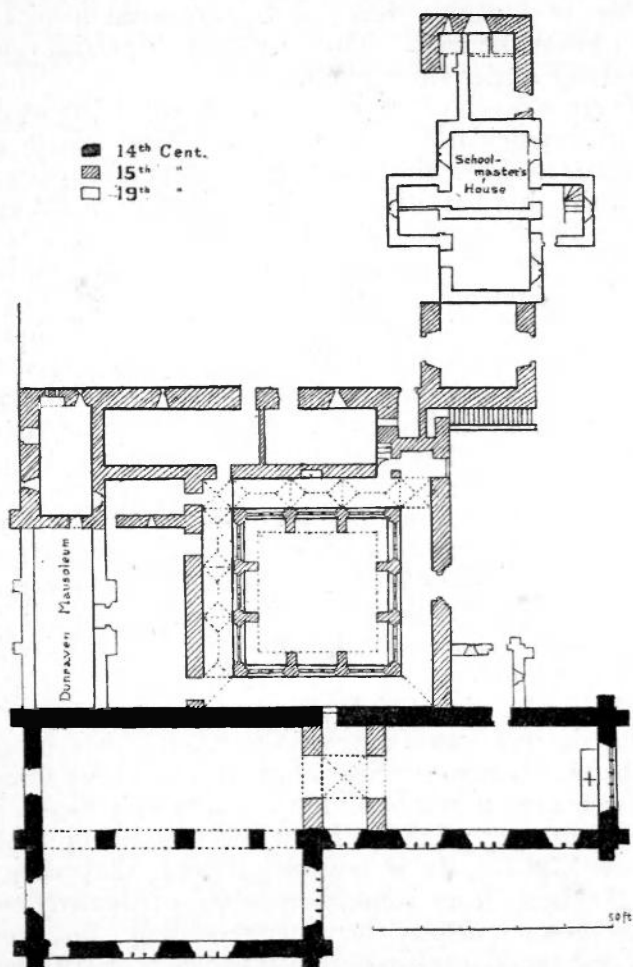 14th Cent.
15th "
19th "
School-
master's
House
Dunraven Mausoleum
50ft